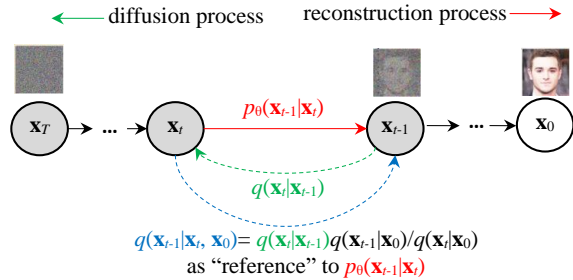 diffusion process reconstruction process
x_T ... x_t p_θ(x_{t-1}|x_t) x_{t-1} ... x_0
q(x_t|x_{t-1})
q(x_{t-1}|x_t, x_0)= q(x_t|x_{t-1})q(x_{t-1}|x_0)/q(x_t|x_0)
as “reference” to p_θ(x_{t-1}|x_t)